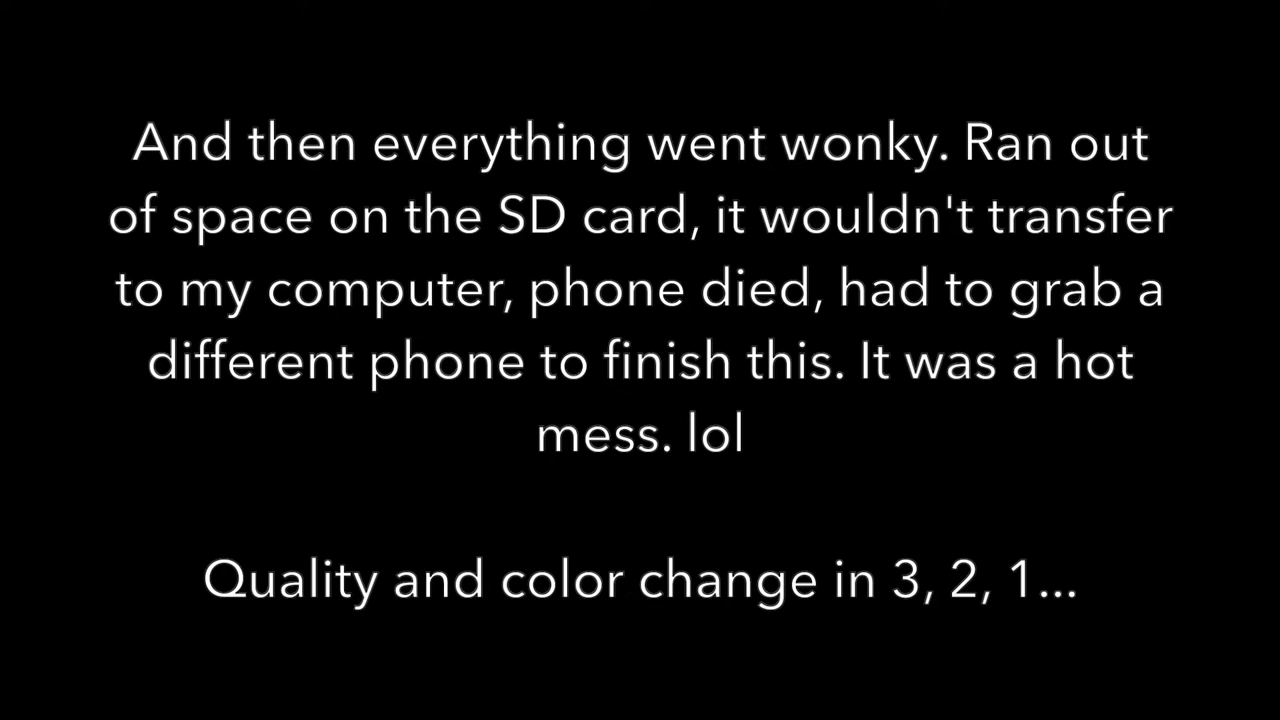 And then everything went wonky. Ran out
of space on the SD card, it wouldn't transfer
to my computer, phone died, had to grab a
different phone to finish this. It was a hot
mess. lol
Quality and color change in 3, 2, 1...